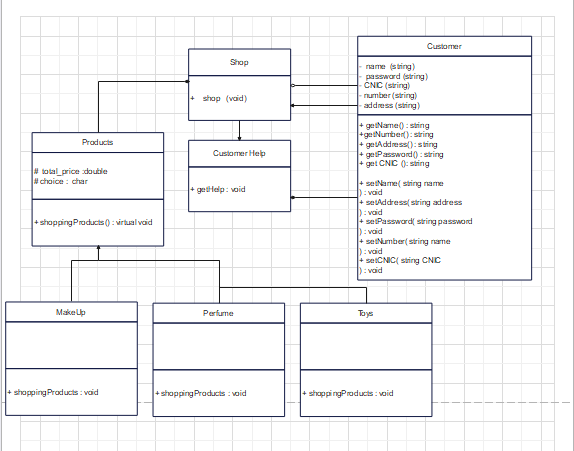 Shop
+ shop (void)
Customer
- name (string)
- password (string)
- CNIC (string)
- number (string)
- address (string)
+ getName() : string
+getNumber() : string
+ getAddress() : string
+ getPassword() : string
+ get CNIC () : string
+ setName( string name
) : void
+ setAddress( string address
) : void
+ setPassword( string password
) : void
+ setNumber( string name
) : void
+ setCNIC( string CNIC
) : void
Products
# total_price :double
# choice : char
+ shoppingProducts() : virtual void
Customer Help
+ getHelp : void
MakeUp
+ shoppingProducts : void
Perfume
+ shoppingProducts : void
Toys
+ shoppingProducts : void